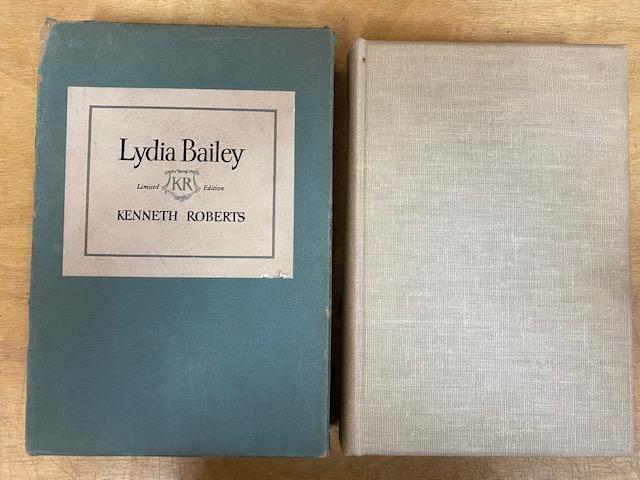 Lydia Bailey
Limited KR Edition
KENNETH ROBERTS